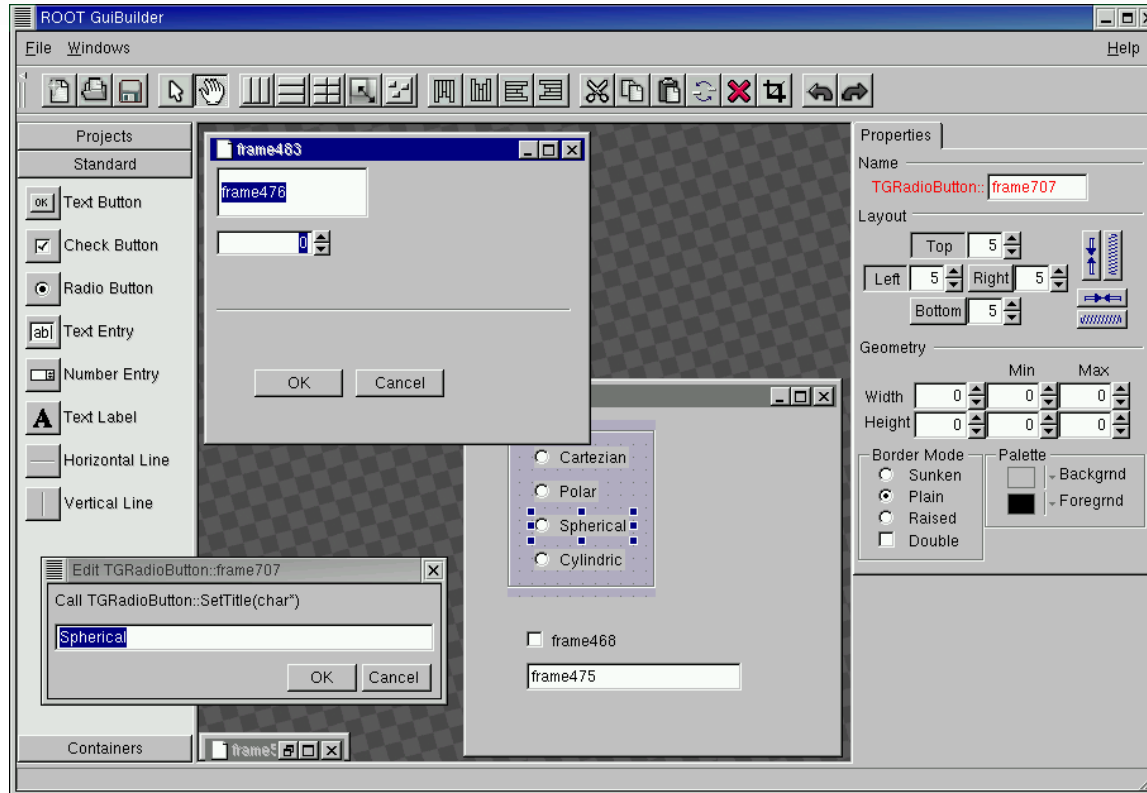 ROOT GuiBuilder
File Windows Help
Projects
Standard
OK Text Button
Check Button
Radio Button
ab| Text Entry
Number Entry
A Text Label
Horizontal Line
Vertical Line
Containers
frame483
frame476
0
OK Cancel
Cartezian
Polar
Spherical
Cylindric
frame468
frame475
Edit TGRadioButton::frame707
Call TGRadioButton::SetTitle(char*)
Spherical
OK Cancel
Properties
Name
TGRadioButton:: frame707
Layout
Top 5
Left 5 Right 5
Bottom 5
Geometry
Min Max
Width 0 0 0
Height 0 0 0
Border Mode Palette
Sunken Backgrnd
Plain Foregrnd
Raised
Double